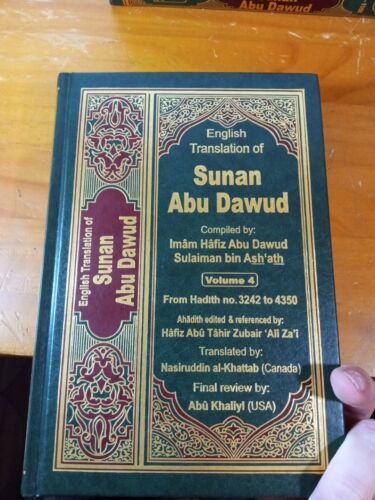 Abu Dawud
English
Translation of
Sunan
Abu Dawud
Compiled by:
Imâm Hâfiz Abu Dawud
Sulaiman bin Ash'ath
Volume 4
From Hadith no. 3242 to 4350
Ahâdith edited & referenced by:
Hâfiz Abû Tâhir Zubair 'Ali Za'i
Translated by:
Nasiruddin al-Khattab (Canada)
Final review by:
Abû Khaliyl (USA)
English Translation of
Sunan
Abu Dawud